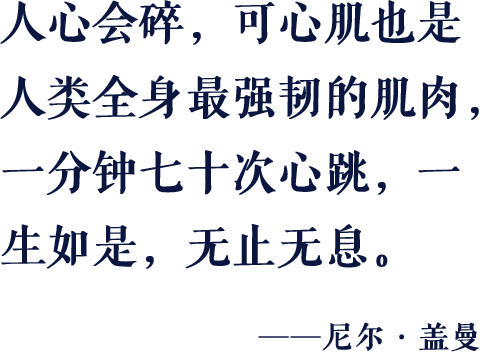 人心会碎，可心肌也是
人类全身最强韧的肌肉，
一分钟七十次心跳，一
生如是，无止无息。
——尼尔·盖曼